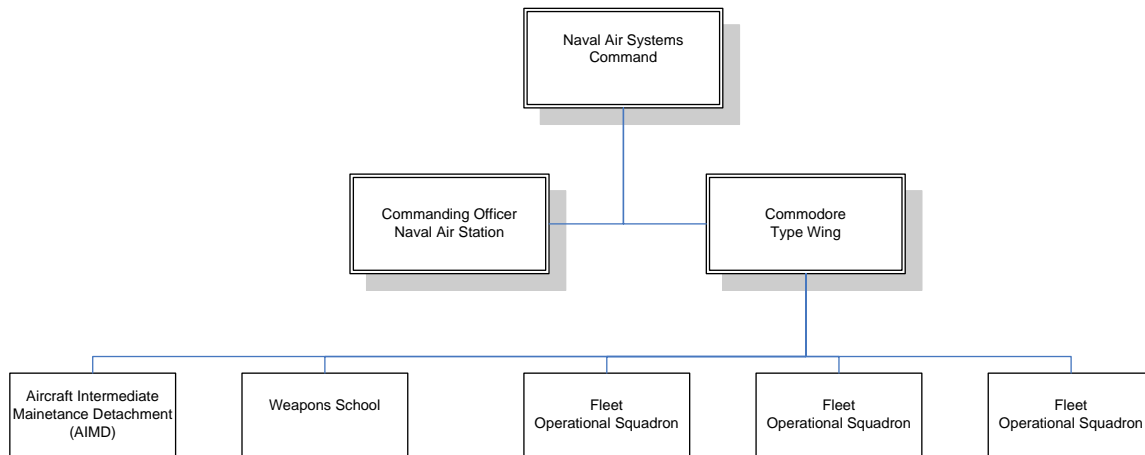 Naval Air Systems
Command
Commanding Officer
Naval Air Station
Commodore
Type Wing
Aircraft Intermediate
Mainetance Detachment
(AIMD)
Weapons School
Fleet
Operational Squadron
Fleet
Operational Squadron
Fleet
Operational Squadron